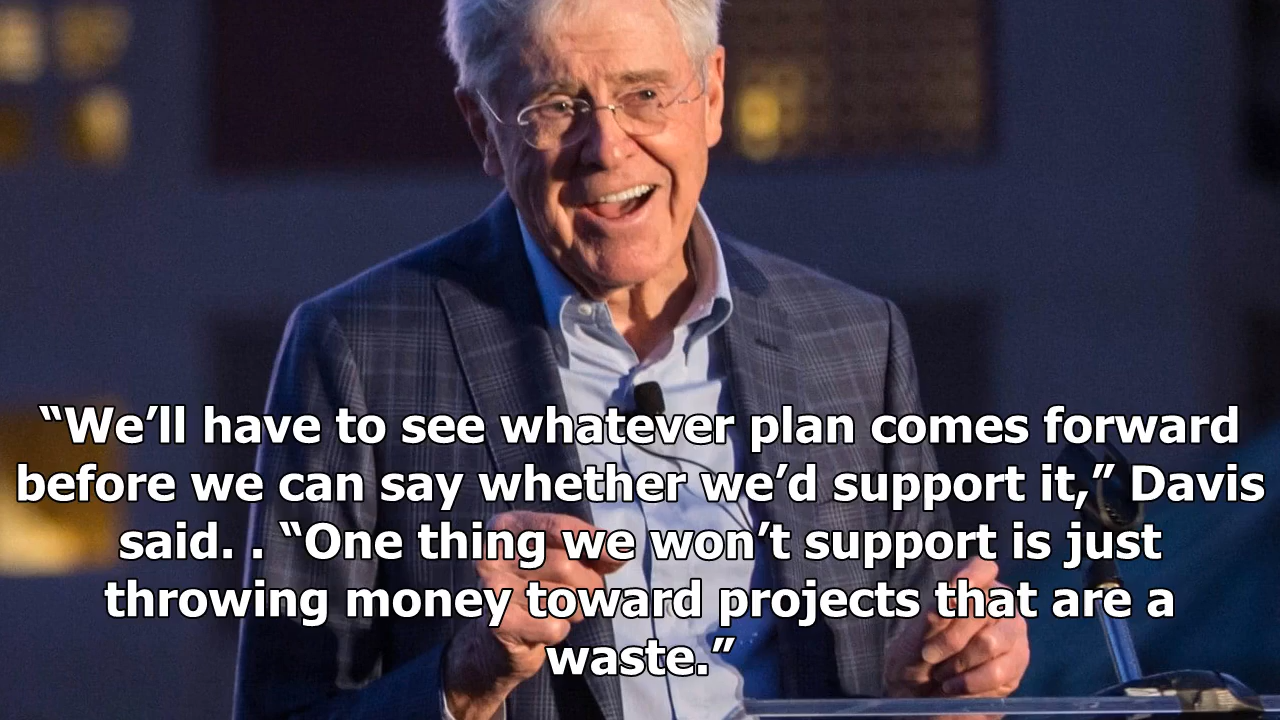 “We’ll have to see whatever plan comes forward
before we can say whether we’d support it,” Davis
said. . “One thing we won’t support is just
throwing money toward projects that are a
waste.”